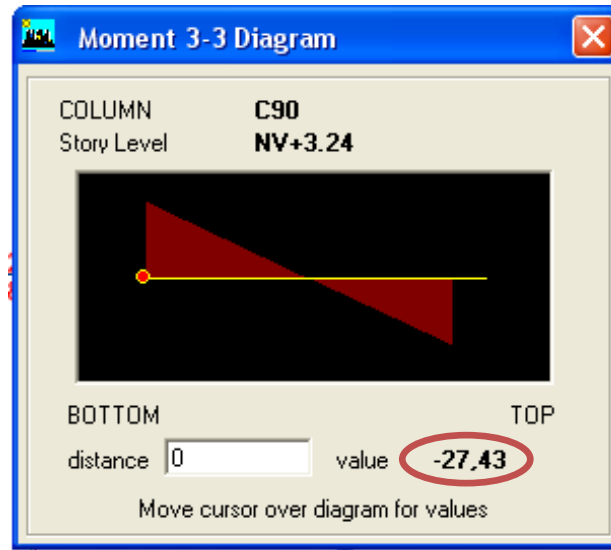 Moment 3-3 Diagram
COLUMN C90
Story Level NV+3.24
BOTTOM TOP
distance 0 value -27,43
Move cursor over diagram for values